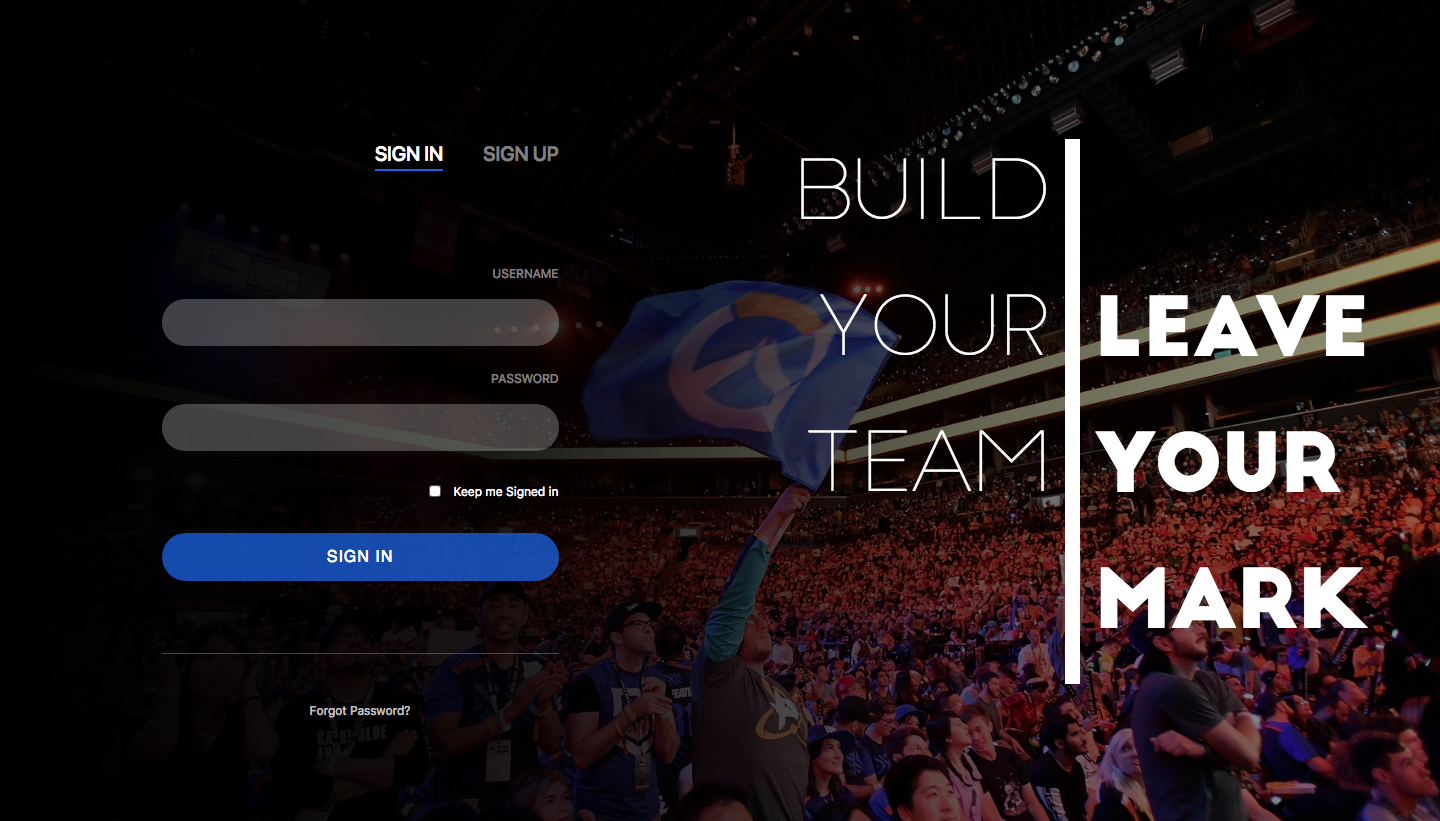 SIGN IN SIGN UP
USERNAME
PASSWORD
Keep me Signed in
SIGN IN
Forgot Password?
BUILD
YOUR
TEAM
LEAVE
YOUR
MARK